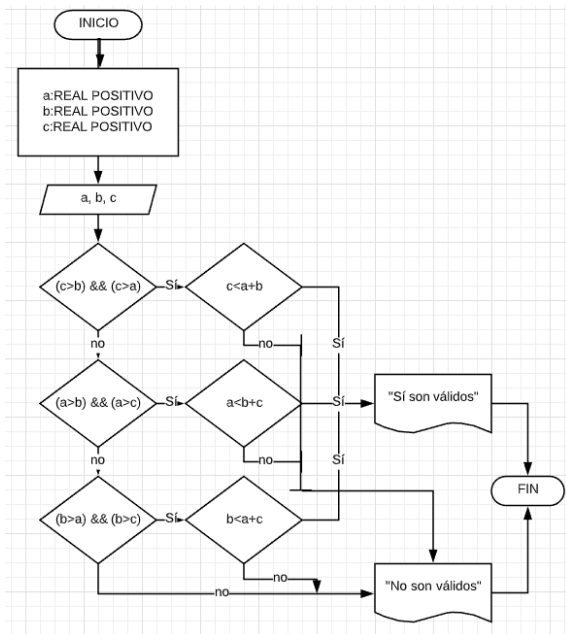 INICIO
a:REAL POSITIVO
b:REAL POSITIVO
c:REAL POSITIVO
a, b, c
(c>b) && (c>a)
Sí
c<a+b
no
no
Sí
(a>b) && (a>c)
Sí
a<b+c
Sí
"Sí son válidos"
no
no
Sí
FIN
(b>a) && (b>c)
Sí
b<a+c
no
no
"No son válidos"